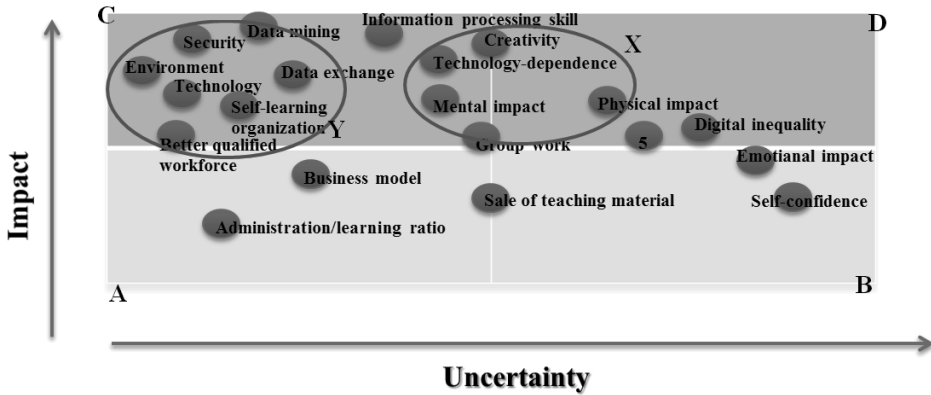 C
D
Information processing skill
Data mining
Security
Creativity
X
Environment
Data exchange
Technology-dependence
Technology
Self-learning
organization
Mental impact
Physical impact
Y
Digital inequality
5
Better qualified
workforce
Group work
Emotianal impact
Business model
Sale of teaching material
Self-confidence
Administration/learning ratio
A
B
Impact
Uncertainty